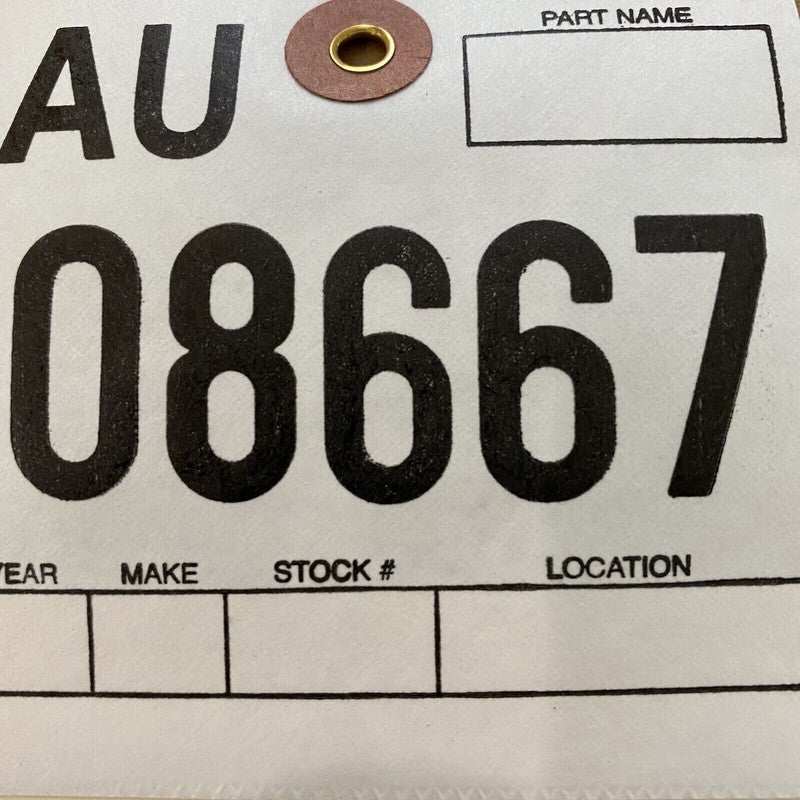 AU
PART NAME
08667
YEAR MAKE STOCK # LOCATION